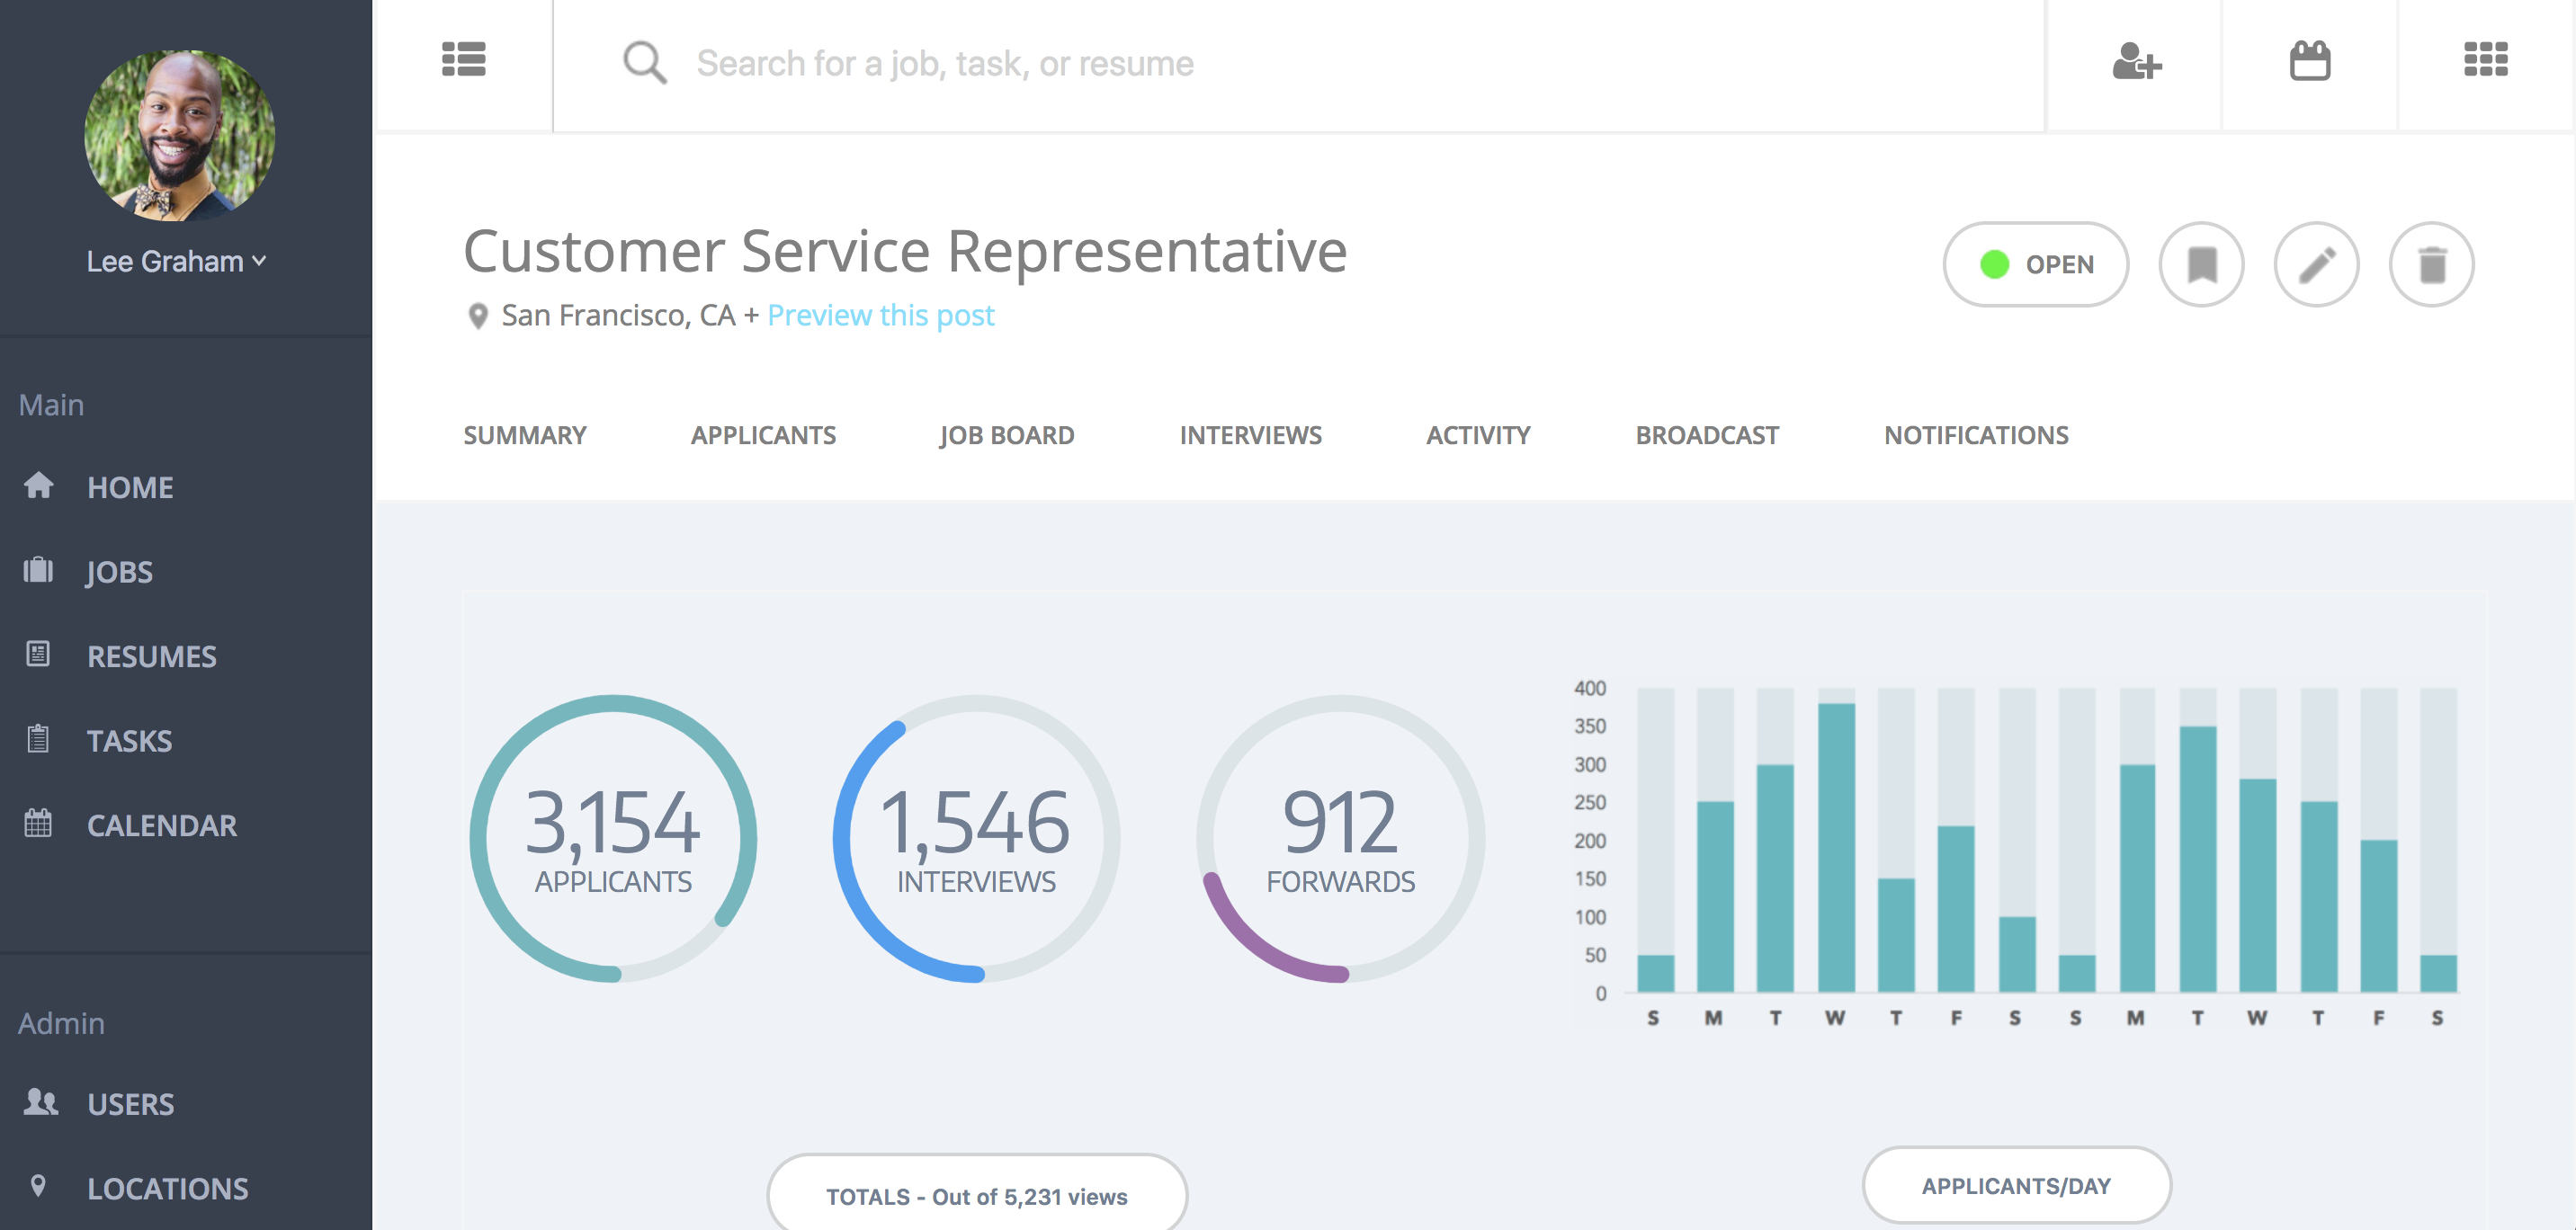 Lee Graham
Main
HOME
JOBS
RESUMES
TASKS
CALENDAR
Admin
USERS
LOCATIONS
Search for a job, task, or resume
Customer Service Representative
San Francisco, CA + Preview this post
OPEN
SUMMARY APPLICANTS JOB BOARD INTERVIEWS ACTIVITY BROADCAST NOTIFICATIONS
3,154
APPLICANTS
1,546
INTERVIEWS
912
FORWARDS
TOTALS - Out of 5,231 views
400
350
300
250
200
150
100
50
0
S M T W T F S S M T W T F S
APPLICANTS/DAY